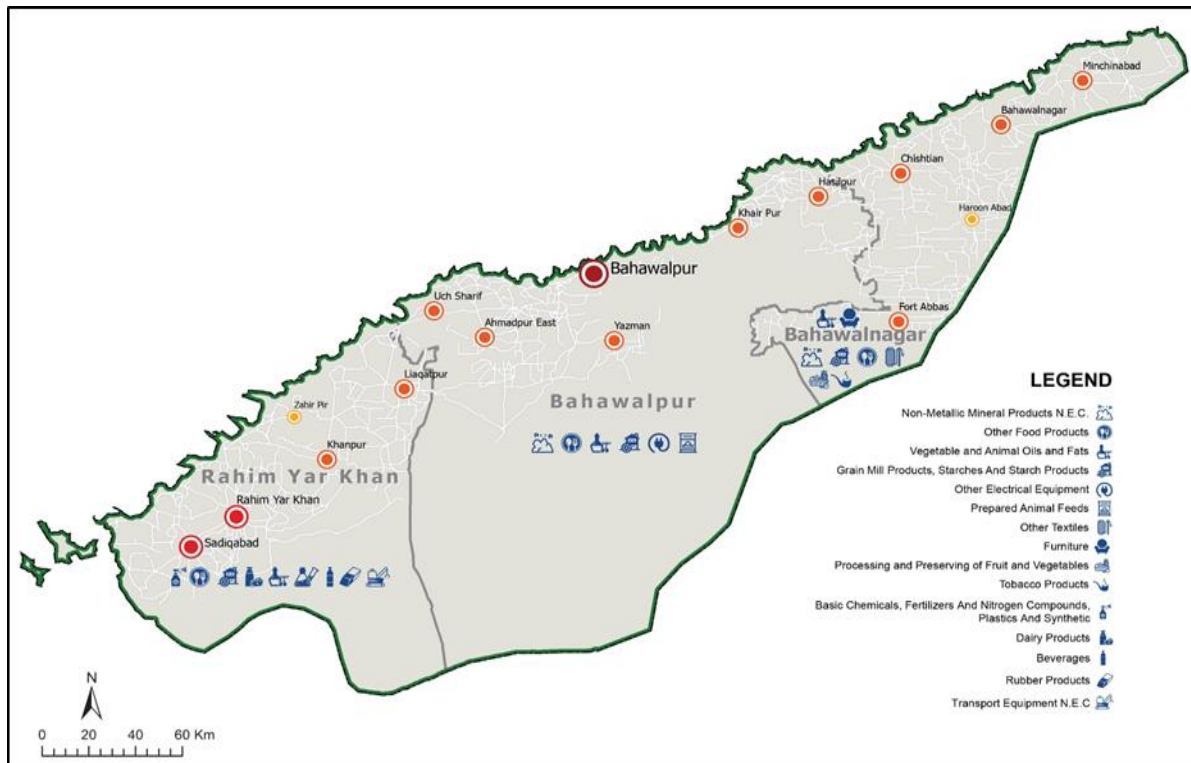 Minchinabad
Bahawalnagar
Chishtian
Hasilpur
Haroon Abad
Khair Pur
Bahawalpur
Uch Sharif
Fort Abbas
Ahmadpur East
Yazman
Bahawalnagar
Liaqatpur
Bahawalpur
Zahir Pir
Khanpur
Rahim Yar Khan
Rahim Yar Khan
Sadiqabad
LEGEND
Non-Metallic Mineral Products N.E.C.
Other Food Products
Vegetable and Animal Oils and Fats
Grain Mill Products, Starches And Starch Products
Other Electrical Equipment
Prepared Animal Feeds
Other Textiles
Furniture
Processing and Preserving of Fruit and Vegetables
Tobacco Products
Basic Chemicals, Fertilizers And Nitrogen Compounds,
Plastics And Synthetic
Dairy Products
Beverages
Rubber Products
Transport Equipment N.E.C
N
0 20 40 60 Km